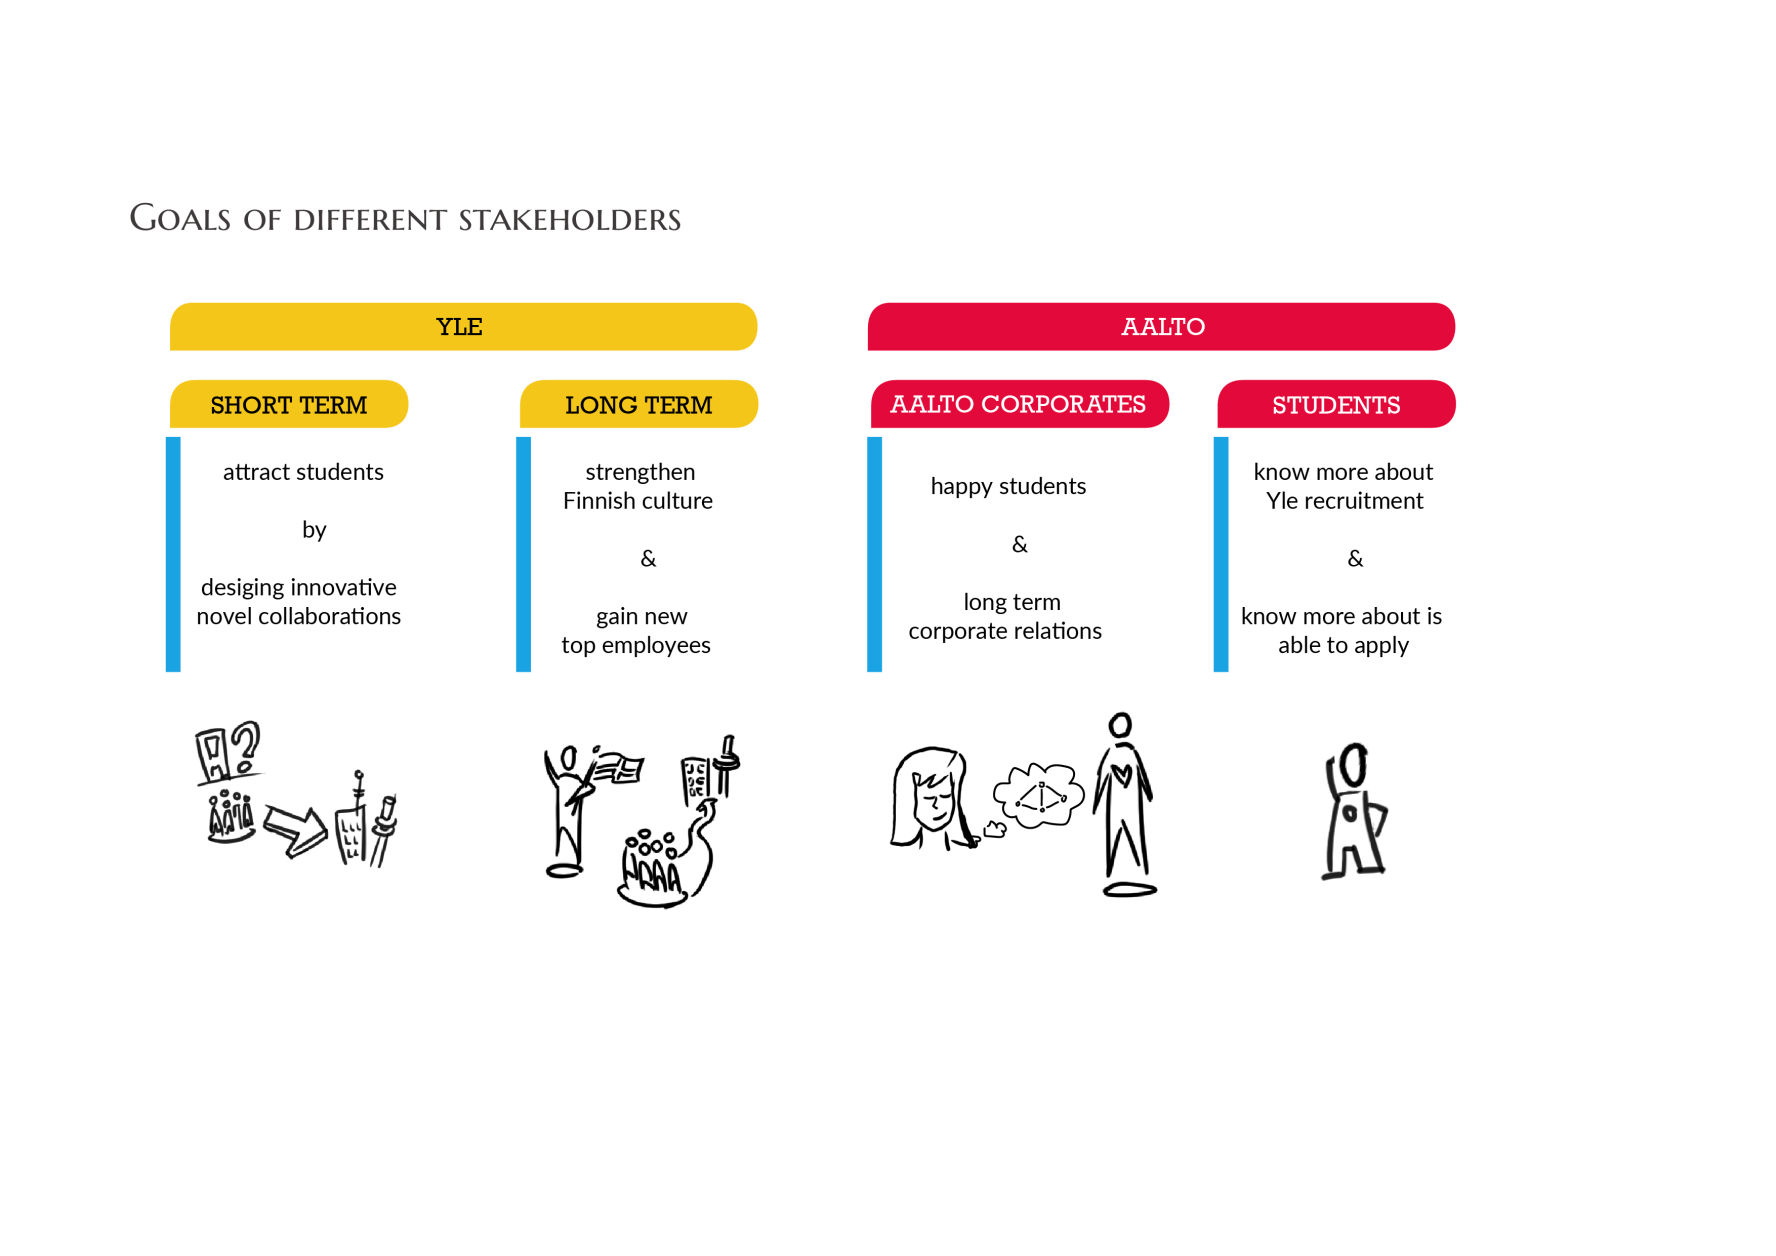 Goals of different stakeholders
YLE
SHORT TERM
attract students
by
desiging innovative
novel collaborations
LONG TERM
strengthen
Finnish culture
&
gain new
top employees
AALTO
AALTO CORPORATES
happy students
&
long term
corporate relations
STUDENTS
know more about
Yle recruitment
&
know more about is
able to apply
?